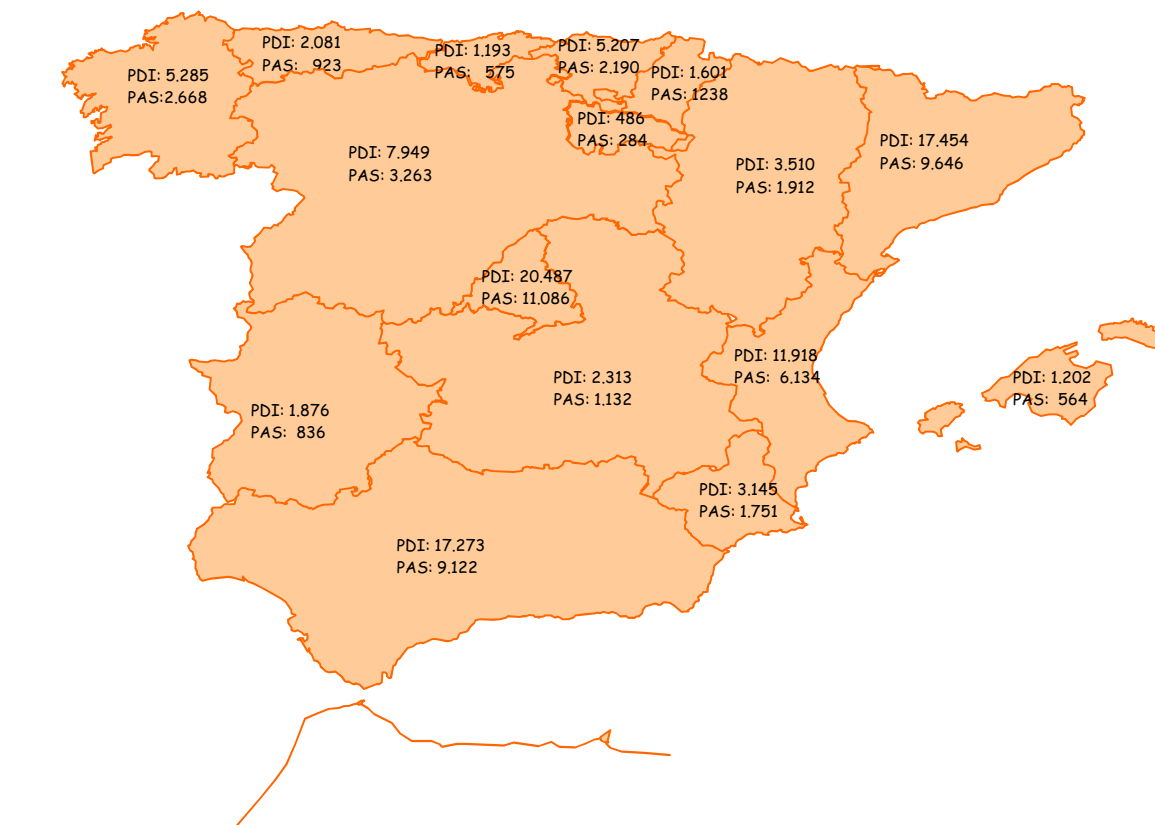 PDI: 5.285
PAS:2.668
PDI: 2.081
PAS: 923
PDI: 1.193
PAS: 575
PDI: 5.207
PAS: 2.190
PDI: 1.601
PAS: 1238
PDI: 486
PAS: 284
PDI: 7.949
PAS: 3.263
PDI: 3.510
PAS: 1.912
PDI: 17.454
PAS: 9.646
PDI: 20.487
PAS: 11.086
PDI: 11.918
PAS: 6.134
PDI: 2.313
PAS: 1.132
PDI: 1.202
PAS: 564
PDI: 1.876
PAS: 836
PDI: 3.145
PAS: 1.751
PDI: 17.273
PAS: 9.122